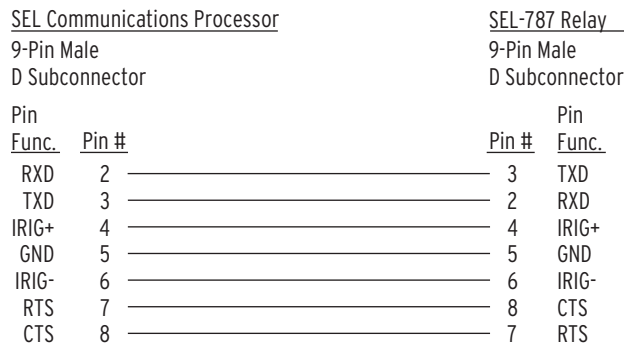 SEL Communications Processor SEL-787 Relay
9-Pin Male 9-Pin Male
D Subconnector D Subconnector
Pin Pin
Func. Pin # Pin # Func.
RXD 2 3 TXD
TXD 3 2 RXD
IRIG+ 4 4 IRIG+
GND 5 5 GND
IRIG- 6 6 IRIG-
RTS 7 8 CTS
CTS 8 7 RTS